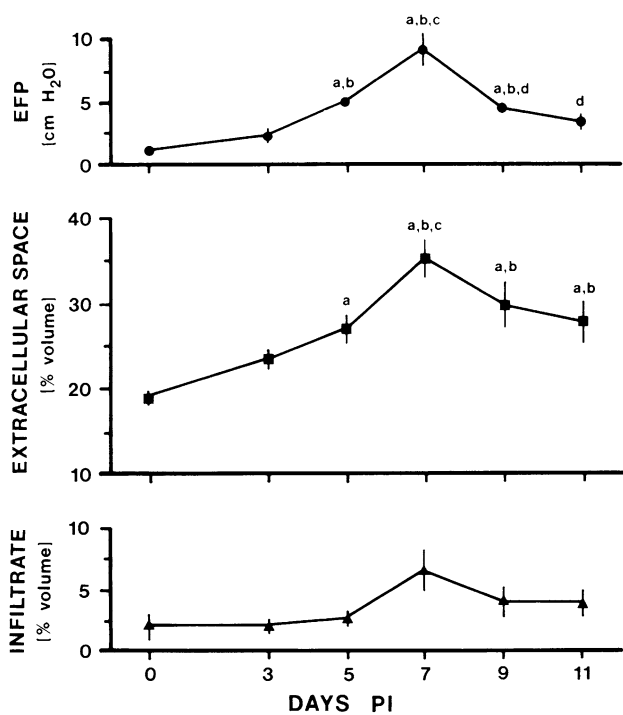 a,b,c
10
a,b
a,b,d
d
5
0
EFP
[cm H₂O]
40
a,b,c
a,b
a,b
a
30
20
10
EXTRACELLULAR SPACE
[% volume]
10
5
0
INFILTRATE
[% volume]
0 3 5 7 9 11
DAYS PI